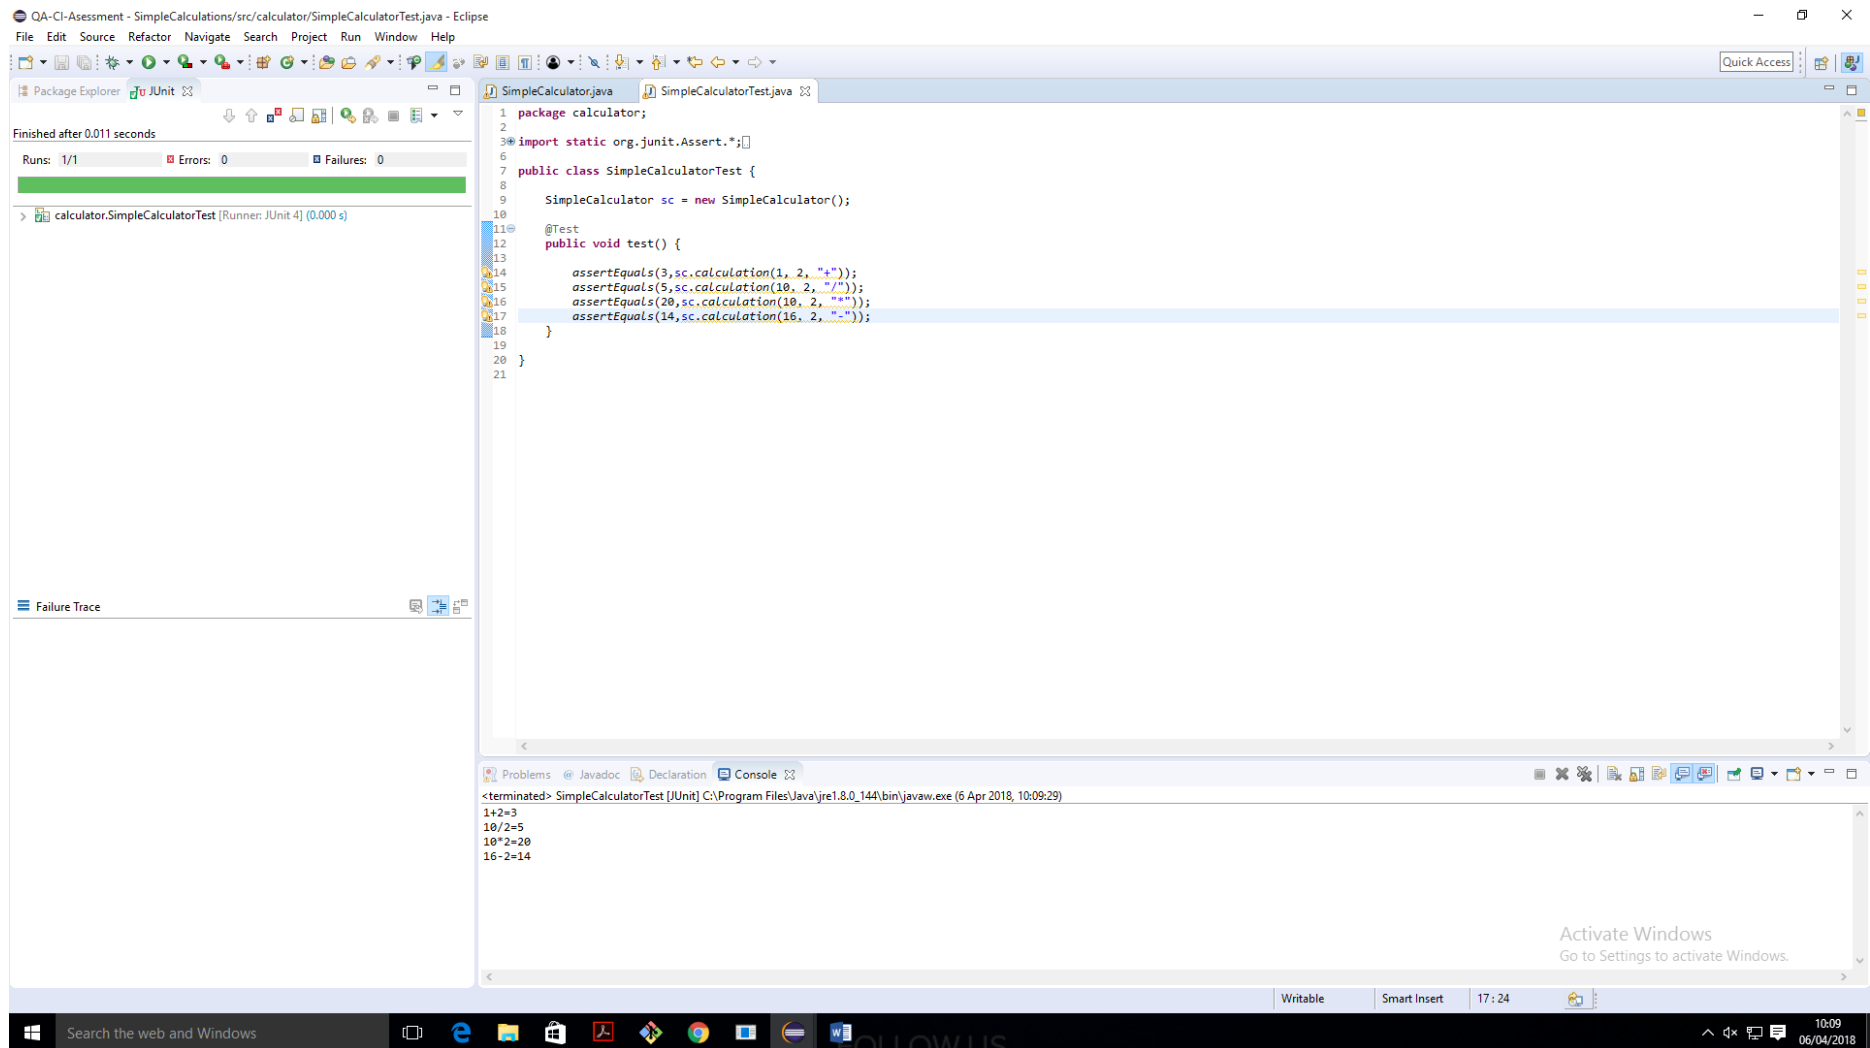 QA-CI-Asessment - SimpleCalculations/src/calculator/SimpleCalculatorTest.java - Eclipse
File Edit Source Refactor Navigate Search Project Run Window Help
Quick Access
Package Explorer JUnit
Finished after 0.011 seconds
Runs: 1/1 Errors: 0 Failures: 0
calculator.SimpleCalculatorTest [Runner: JUnit 4] (0.000 s)
Failure Trace
SimpleCalculator.java SimpleCalculatorTest.java
1 package calculator;
2
3 import static org.junit.Assert.*;
6
7 public class SimpleCalculatorTest {
8
9 SimpleCalculator sc = new SimpleCalculator();
10
11 @Test
12 public void test() {
13
14 assertEquals(3,sc.calculation(1, 2, "+"));
15 assertEquals(5,sc.calculation(10, 2, "/"));
16 assertEquals(20,sc.calculation(10, 2, "*"));
17 assertEquals(14,sc.calculation(16, 2, "-"));
18 }
19
20 }
21
Problems Javadoc Declaration Console
<terminated> SimpleCalculatorTest [JUnit] C:\Program Files\Java\jre1.8.0_144\bin\javaw.exe (6 Apr 2018, 10:09:29)
1+2=3
10/2=5
10*2=20
16-2=14
Activate Windows
Go to Settings to activate Windows.
Writable Smart Insert 17 : 24
Search the web and Windows
FOLLOW US
10:09
06/04/2018